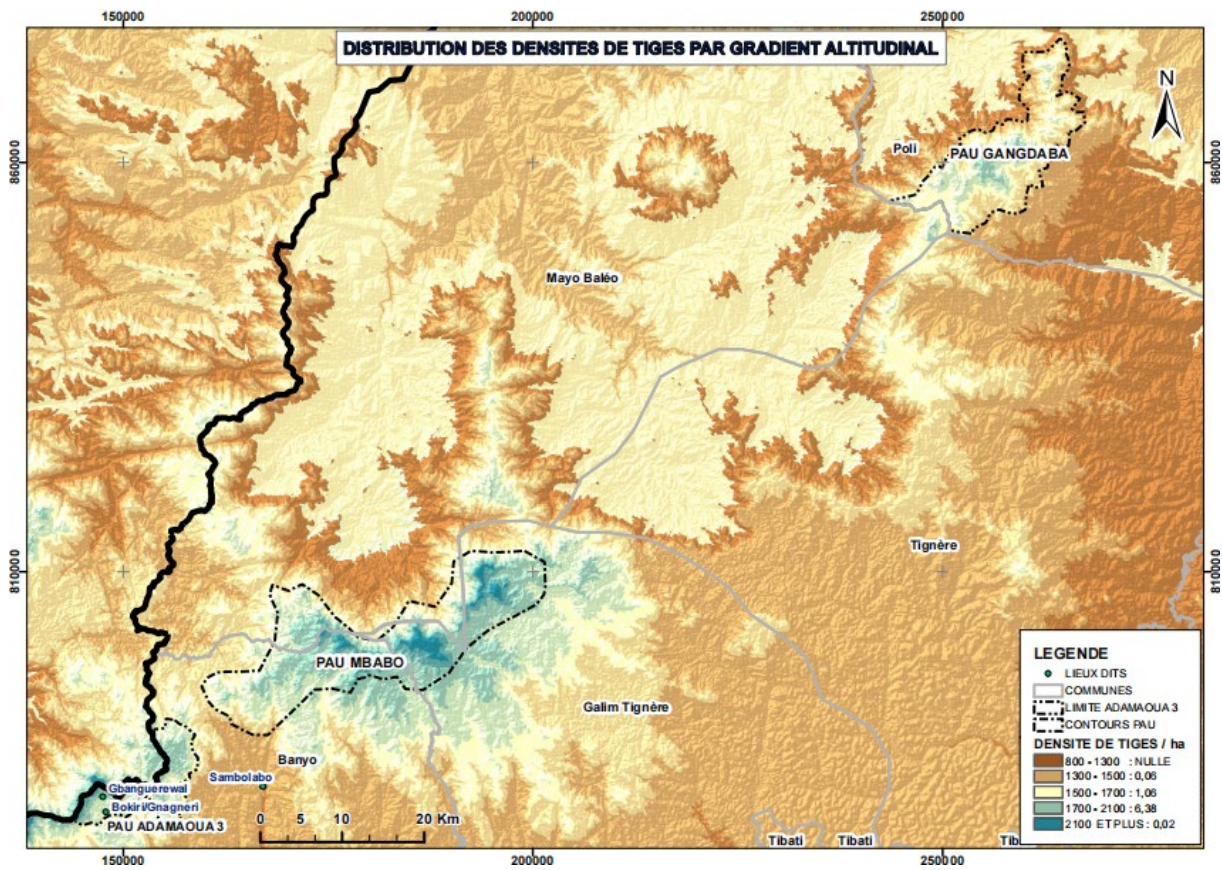 150000
200000
250000
DISTRIBUTION DES DENSITES DE TIGES PAR GRADIENT ALTITUDINAL
N
860000
Poli
PAU GANGDABA
860000
Mayo Baléo
Tignère
810000
810000
PAU MBABO
Galim Tignère
Banyo
Sambolabo
Gbanguerewal
Bokiri/Gnagneri
PAU ADAMAOUA 3
0 5 10 20 Km
LEGENDE
LIEUX DITS
COMMUNES
LIMITE ADAMAOUA 3
CONTOURS PAU
DENSITE DE TIGES / ha
800 - 1300 : NULLE
1300 - 1500 : 0,06
1500 - 1700 : 1,06
1700 - 2100 : 6,38
2100 ET PLUS : 0,02
Tibati
Tibati
Tib
150000
200000
250000